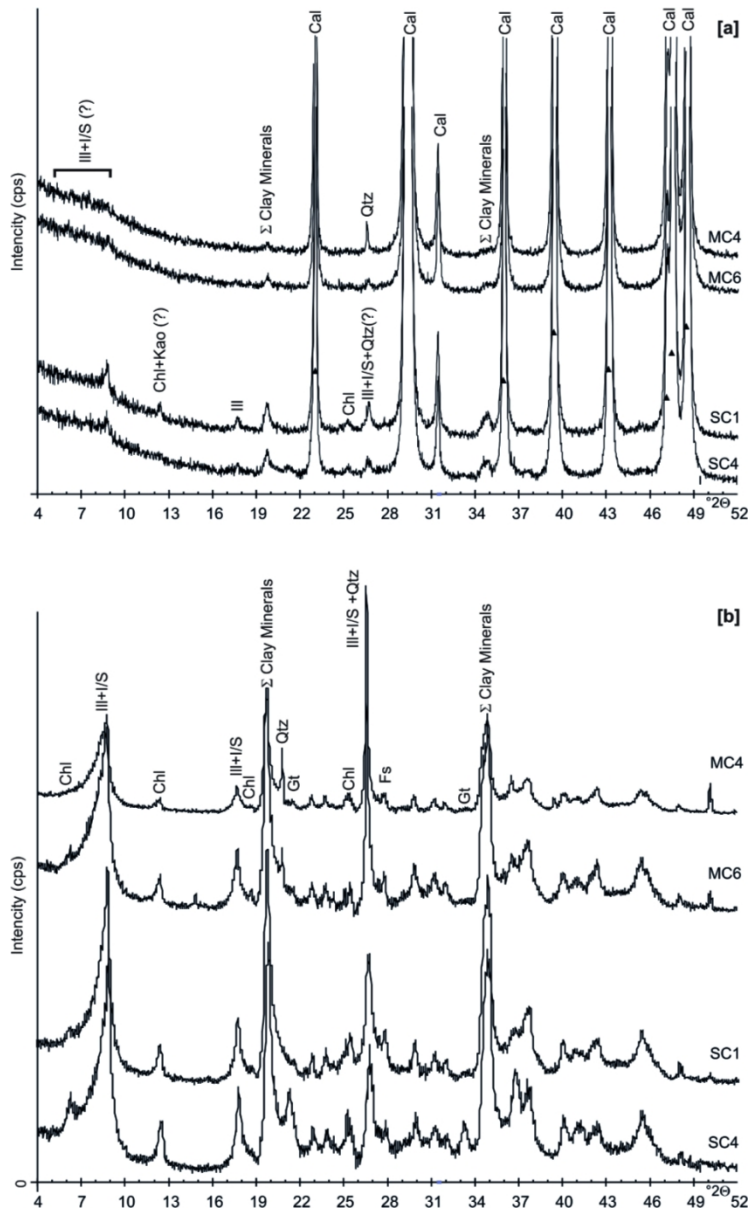 [a]
Cal
Cal
Cal
Cal
Cal
Cal
Cal
Ill+I/S (?)
Σ Clay Minerals
Qtz
Cal
Σ Clay Minerals
MC4
MC6
Chl+Kao (?)
Ill
Chl
Ill+I/S+Qtz(?)
SC1
SC4
Intencity (cps)
4 7 10 13 16 19 22 25 28 31 34 37 40 43 46 49 °2Θ 52
[b]
Chl
Ill+I/S
Chl
Ill+I/S
Chl
Σ Clay Minerals
Qtz
Gt
Chl
Ill+I/S +Qtz
Fs
Gt
Σ Clay Minerals
MC4
MC6
SC1
SC4
Intencity (cps)
0
°2Θ
4 7 10 13 16 19 22 25 28 31 34 37 40 43 46 49 52